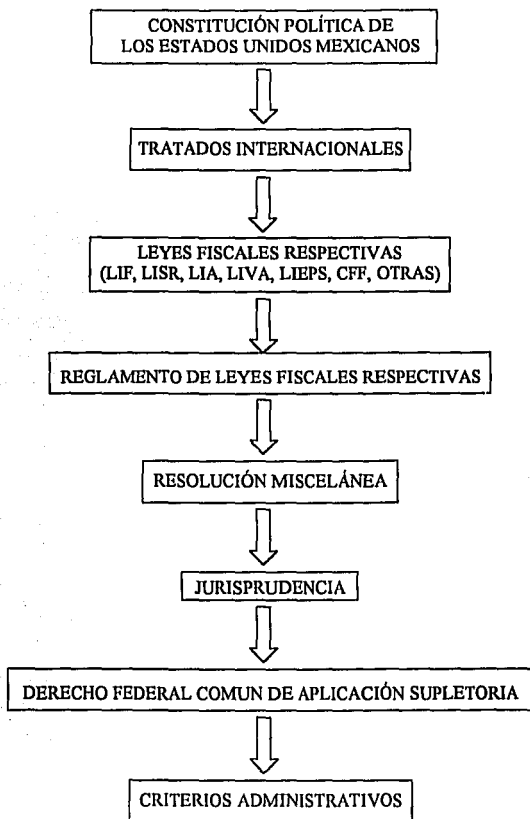 CONSTITUCIÓN POLÍTICA DE
LOS ESTADOS UNIDOS MEXICANOS
TRATADOS INTERNACIONALES
LEYES FISCALES RESPECTIVAS
(LIF, LISR, LIA, LIVA, LIEPS, CFF, OTRAS)
REGLAMENTO DE LEYES FISCALES RESPECTIVAS
RESOLUCIÓN MISCELÁNEA
JURISPRUDENCIA
DERECHO FEDERAL COMUN DE APLICACIÓN SUPLETORIA
CRITERIOS ADMINISTRATIVOS